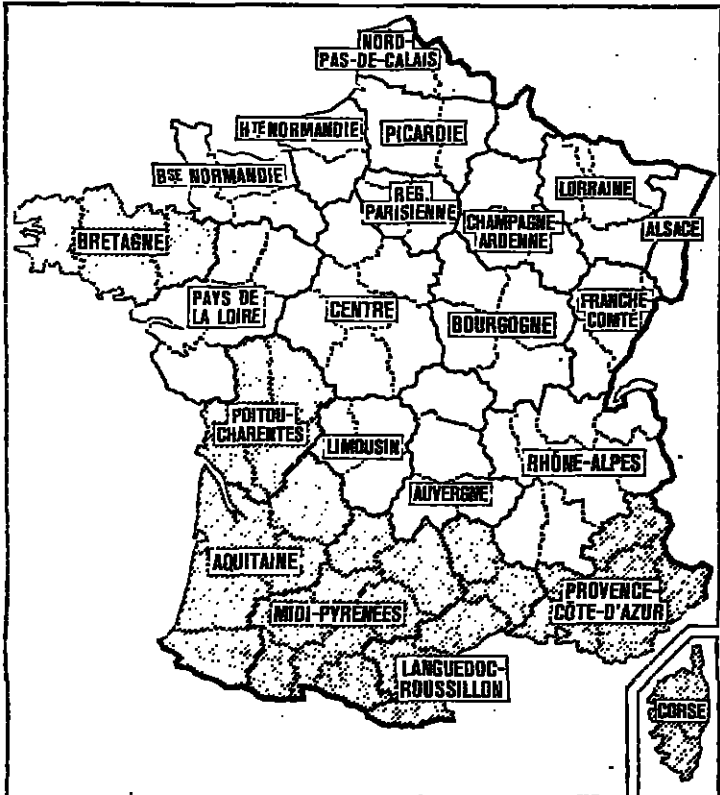 NORD-
PAS-DE-CALAIS
HTE NORMANDIE
PICARDIE
BSE NORMANDIE
RÉG.
PARISIENNE
CHAMPAGNE-
ARDENNE
LORRAINE
ALSACE
BRETAGNE
PAYS DE
LA LOIRE
CENTRE
BOURGOGNE
FRANCHE-
COMTÉ
POITOU-
CHARENTES
LIMOUSIN
AUVERGNE
RHÔNE-ALPES
AQUITAINE
MIDI-PYRÉNÉES
PROVENCE-
CÔTE-D'AZUR
LANGUEDOC-
ROUSSILLON
CORSE